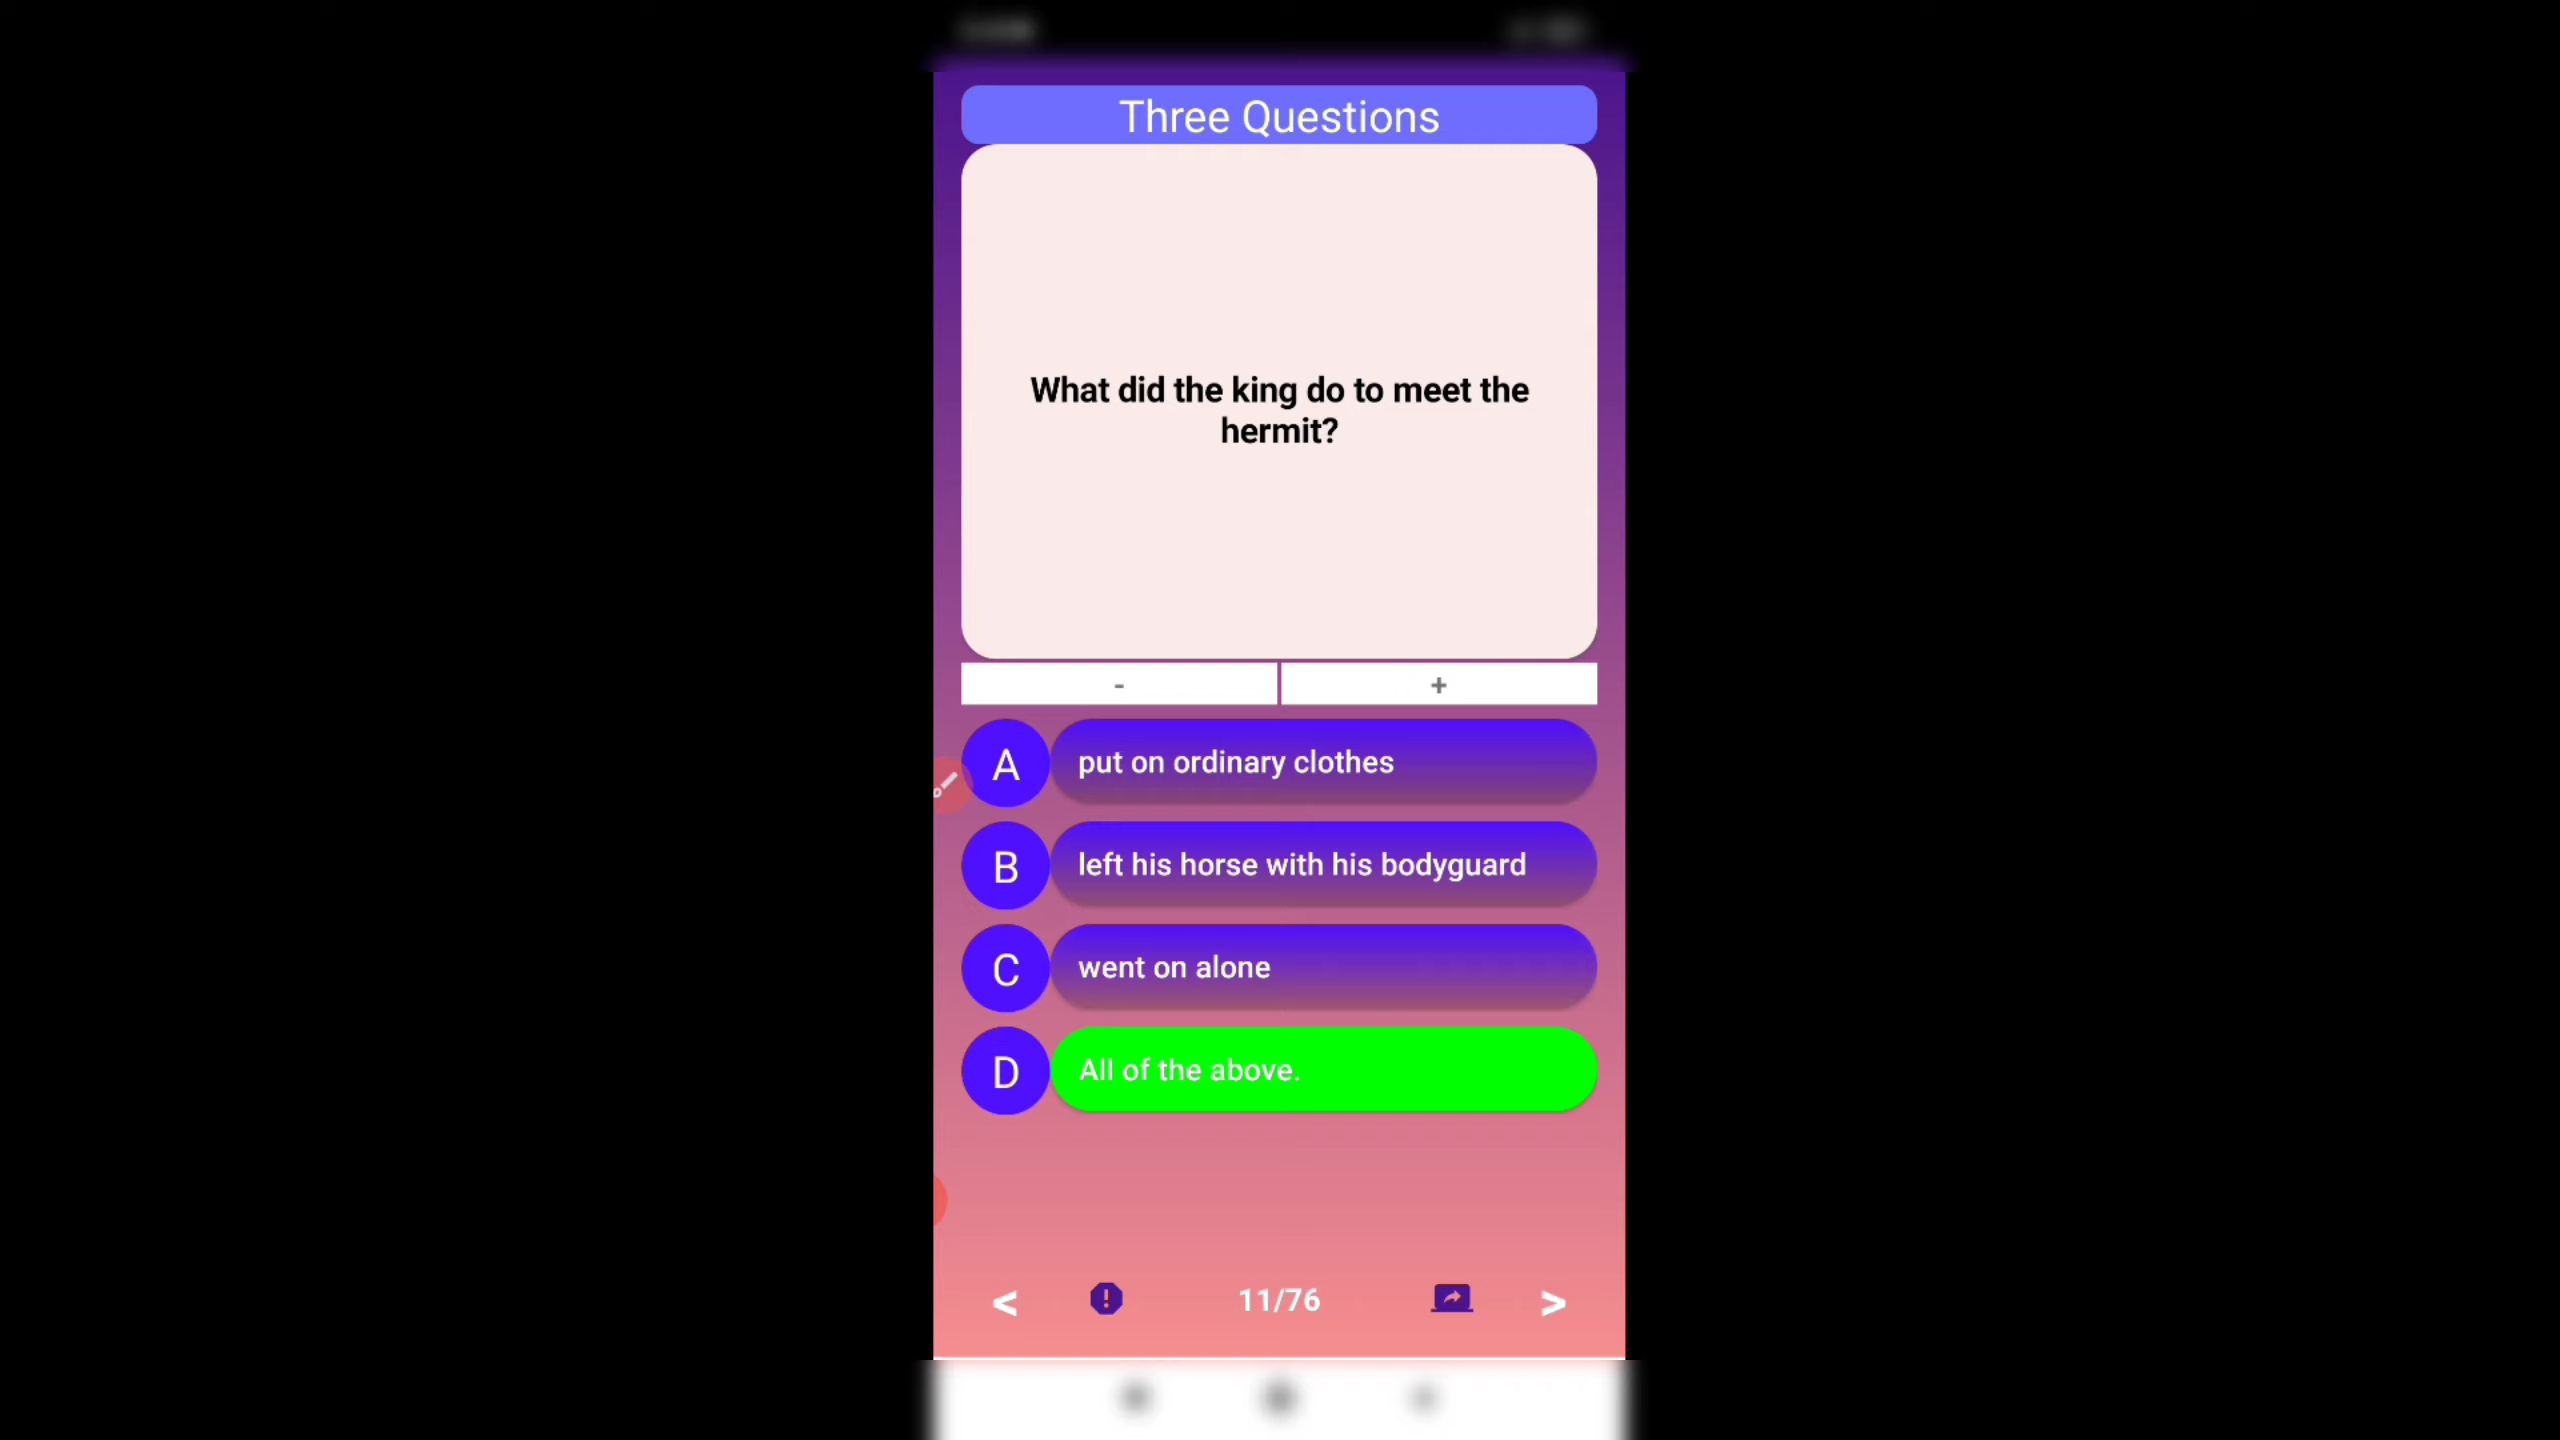 Three Questions
What did the king do to meet the
hermit?
-
+
A
put on ordinary clothes
B
left his horse with his bodyguard
C
went on alone
D
All of the above.
<
11/76
>